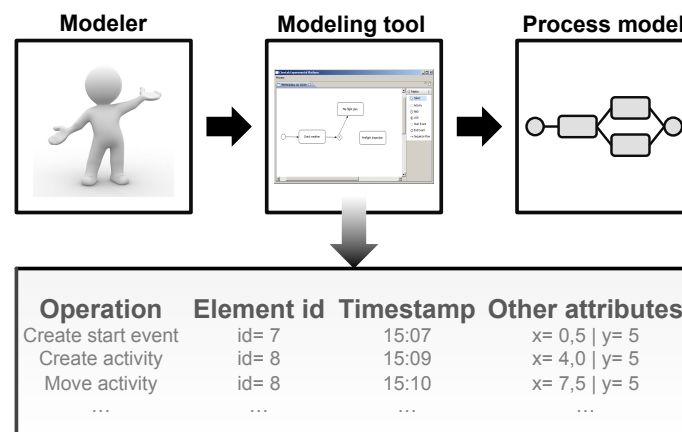 Modeler
Modeling tool
Process model
Operation Element id Timestamp Other attributes
Create start event id= 7 15:07 x= 0,5 | y= 5
Create activity id= 8 15:09 x= 4,0 | y= 5
Move activity id= 8 15:10 x= 7,5 | y= 5
… … … …